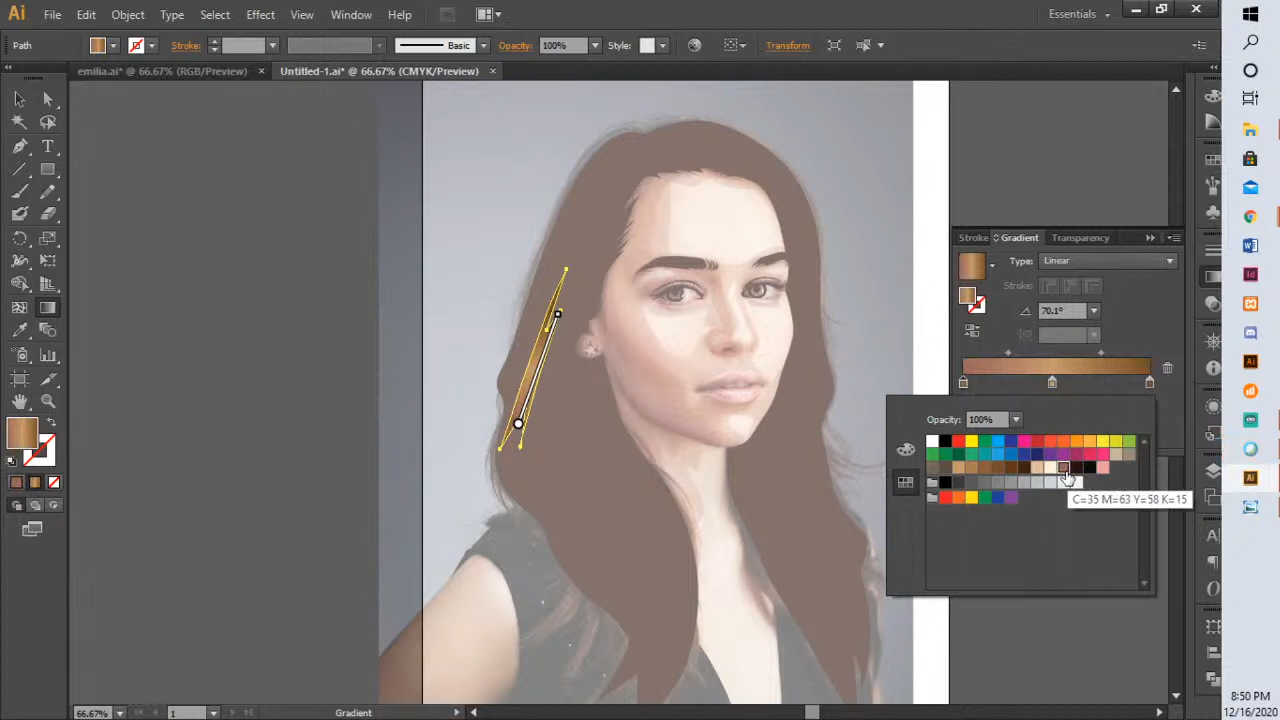 Ai File Edit Object Type Select Effect View Window Help Essentials
Path Stroke: Basic Opacity: 100% Style: Transform
emilia.ai* @ 66.67% (RGB/Preview) × Untitled-1.ai* @ 66.67% (CMYK/Preview) ×
Stroke Gradient Transparency
Type: Linear
Stroke:
70.1°
Opacity: 100%
C=35 M=63 Y=58 K=15
66.67% 1 Gradient
8:50 PM
12/16/2020